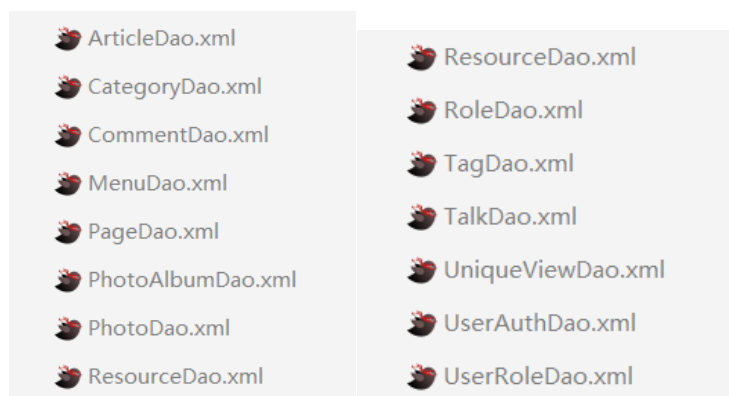 ArticleDao.xml
CategoryDao.xml
CommentDao.xml
MenuDao.xml
PageDao.xml
PhotoAlbumDao.xml
PhotoDao.xml
ResourceDao.xml
ResourceDao.xml
RoleDao.xml
TagDao.xml
TalkDao.xml
UniqueViewDao.xml
UserAuthDao.xml
UserRoleDao.xml